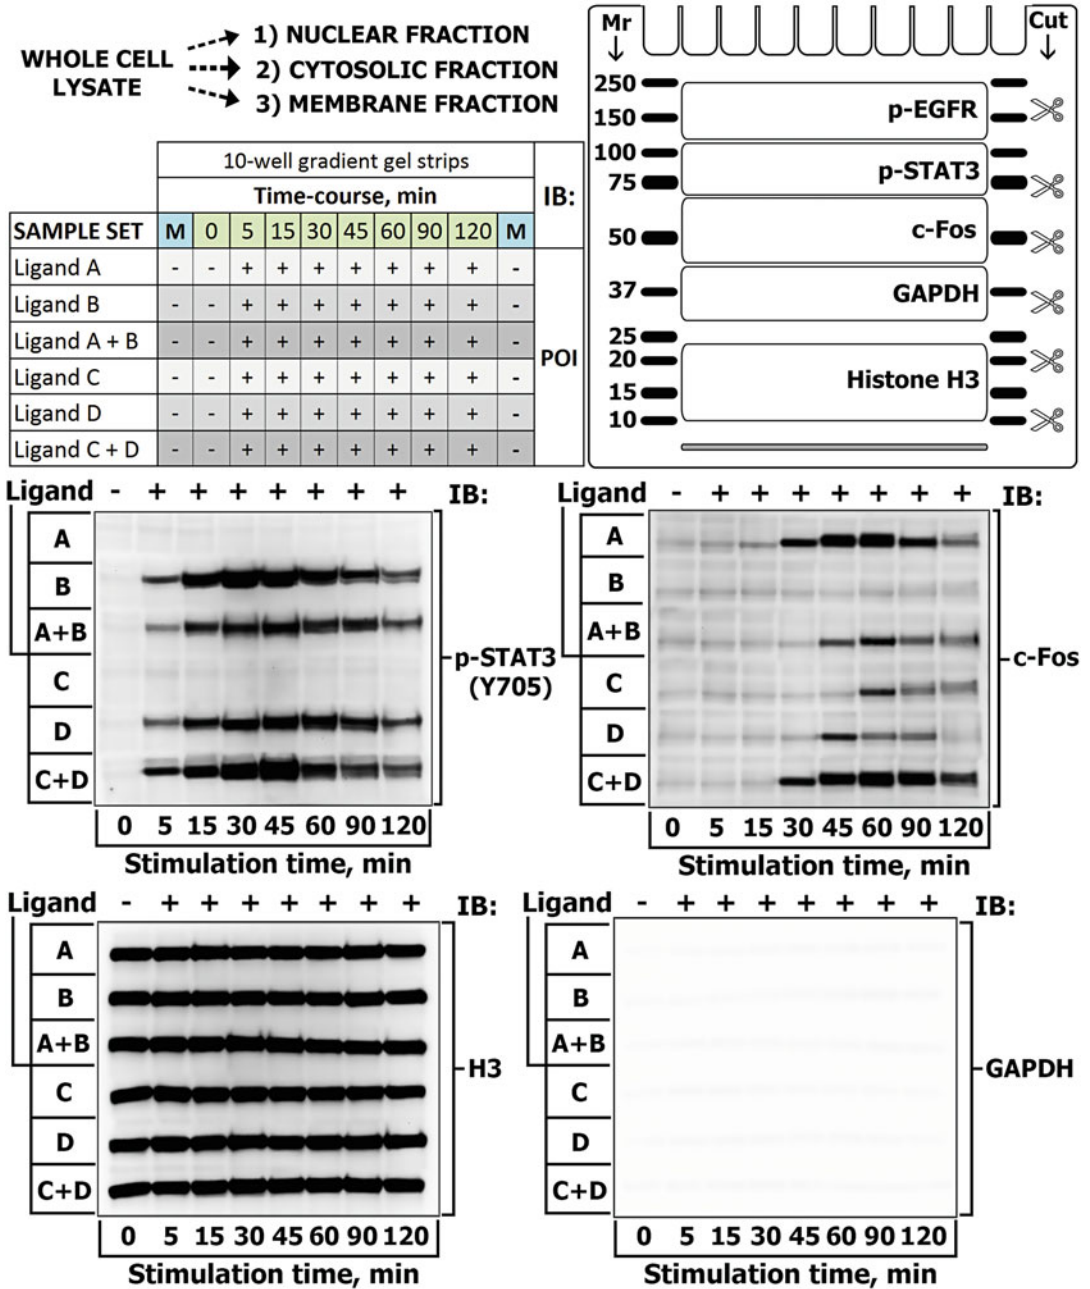 WHOLE CELL LYSATE
1) NUCLEAR FRACTION
2) CYTOSOLIC FRACTION
3) MEMBRANE FRACTION
10-well gradient gel strips
Time-course, min
IB:
SAMPLE SET M 0 5 15 30 45 60 90 120 M
Ligand A - - + + + + + + + -
Ligand B - - + + + + + + + -
Ligand A + B - - + + + + + + + -
POI
Ligand C - - + + + + + + + -
Ligand D - - + + + + + + + -
Ligand C + D - - + + + + + + + -
Mr Cut
250
p-EGFR
150
100
p-STAT3
75
c-Fos
50
37 GAPDH
25
20
Histone H3
15
10
Ligand - + + + + + + + IB:
A
B
A+B
p-STAT3
(Y705)
C
D
C+D
0 5 15 30 45 60 90 120
Stimulation time, min
Ligand - + + + + + + + IB:
A
B
A+B
c-Fos
C
D
C+D
0 5 15 30 45 60 90 120
Stimulation time, min
Ligand - + + + + + + + IB:
A
B
A+B
H3
C
D
C+D
0 5 15 30 45 60 90 120
Stimulation time, min
Ligand - + + + + + + + IB:
A
B
A+B
GAPDH
C
D
C+D
0 5 15 30 45 60 90 120
Stimulation time, min